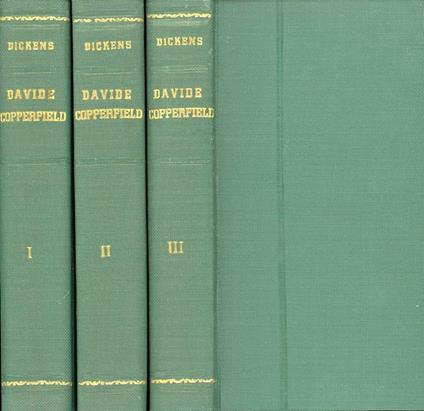 DICKENS
DAVIDE
COPPERFIELD
I
DICKENS
DAVIDE
COPPERFIELD
II
DICKENS
DAVIDE
COPPERFIELD
III